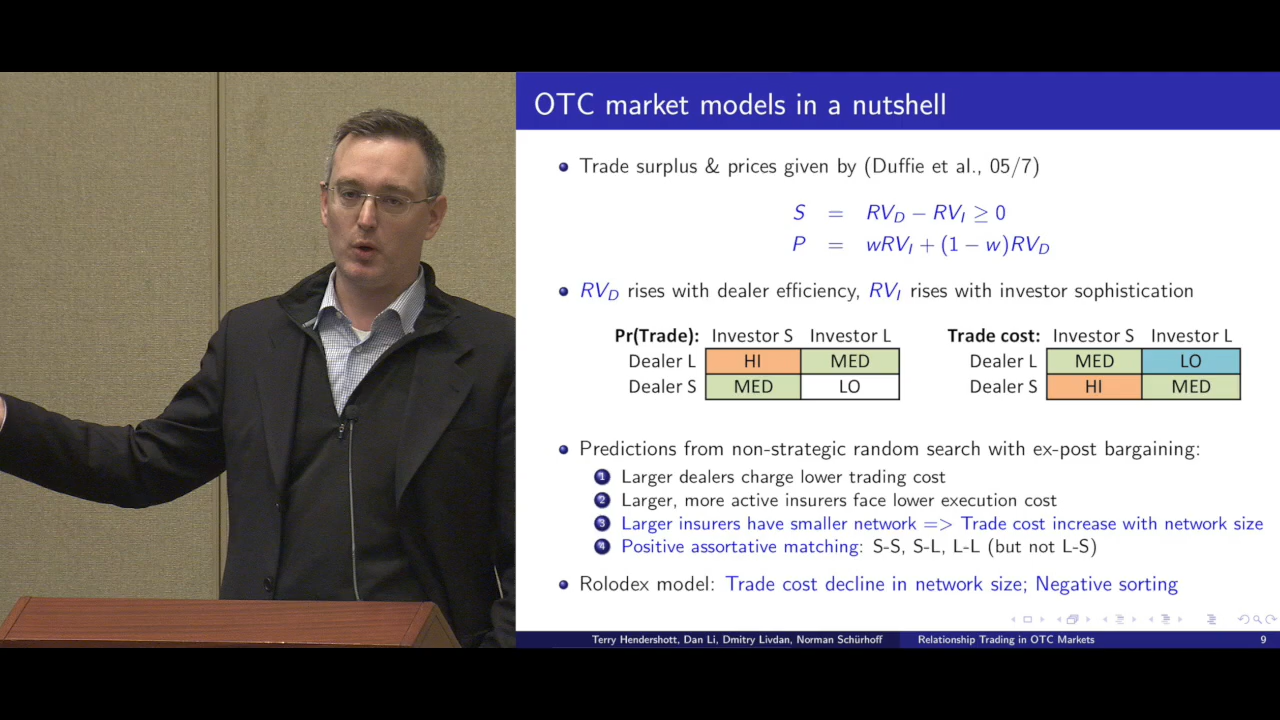 OTC market models in a nutshell
Trade surplus & prices given by (Duffie et al., 05/7)
S = RV_D − RV_I ≥ 0
P = wRV_I + (1 − w)RV_D
RV_D rises with dealer efficiency, RV_I rises with investor sophistication
Pr(Trade): Investor S Investor L
Dealer L HI MED
Dealer S MED LO
Trade cost: Investor S Investor L
Dealer L MED LO
Dealer S HI MED
Predictions from non-strategic random search with ex-post bargaining:
1 Larger dealers charge lower trading cost
2 Larger, more active insurers face lower execution cost
3 Larger insurers have smaller network => Trade cost increase with network size
4 Positive assortative matching: S-S, S-L, L-L (but not L-S)
Rolodex model: Trade cost decline in network size; Negative sorting
Terry Hendershott, Dan Li, Dmitry Livdan, Norman Schürhoff Relationship Trading in OTC Markets 9